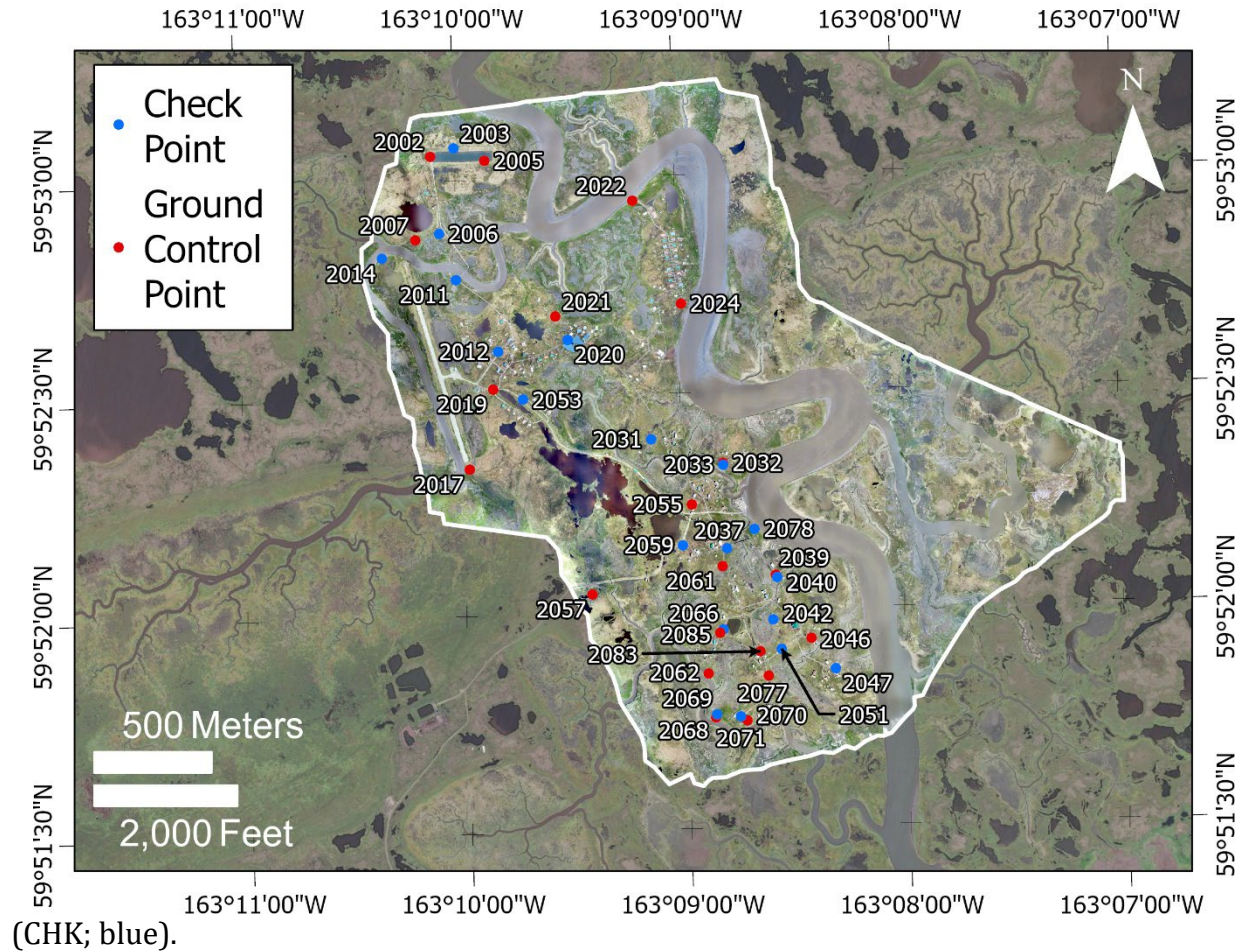 163°11'00"W 163°10'00"W 163°09'00"W 163°08'00"W 163°07'00"W
N
Check
Point
Ground
Control
Point
59°53'00"N
59°52'30"N
59°52'00"N
59°51'30"N
59°53'00"N
59°52'30"N
59°52'00"N
59°51'30"N
2002
2003
2005
2022
2007
2006
2014
2011
2021
2024
2012
2020
2019
2053
2031
2033
2032
2017
2055
2037
2078
2059
2061
2039
2040
2057
2066
2042
2085
2046
2083
2062
2047
2077
2069
2070
2051
2068
2071
500 Meters
2,000 Feet
163°11'00"W 163°10'00"W 163°09'00"W 163°08'00"W 163°07'00"W
(CHK; blue).